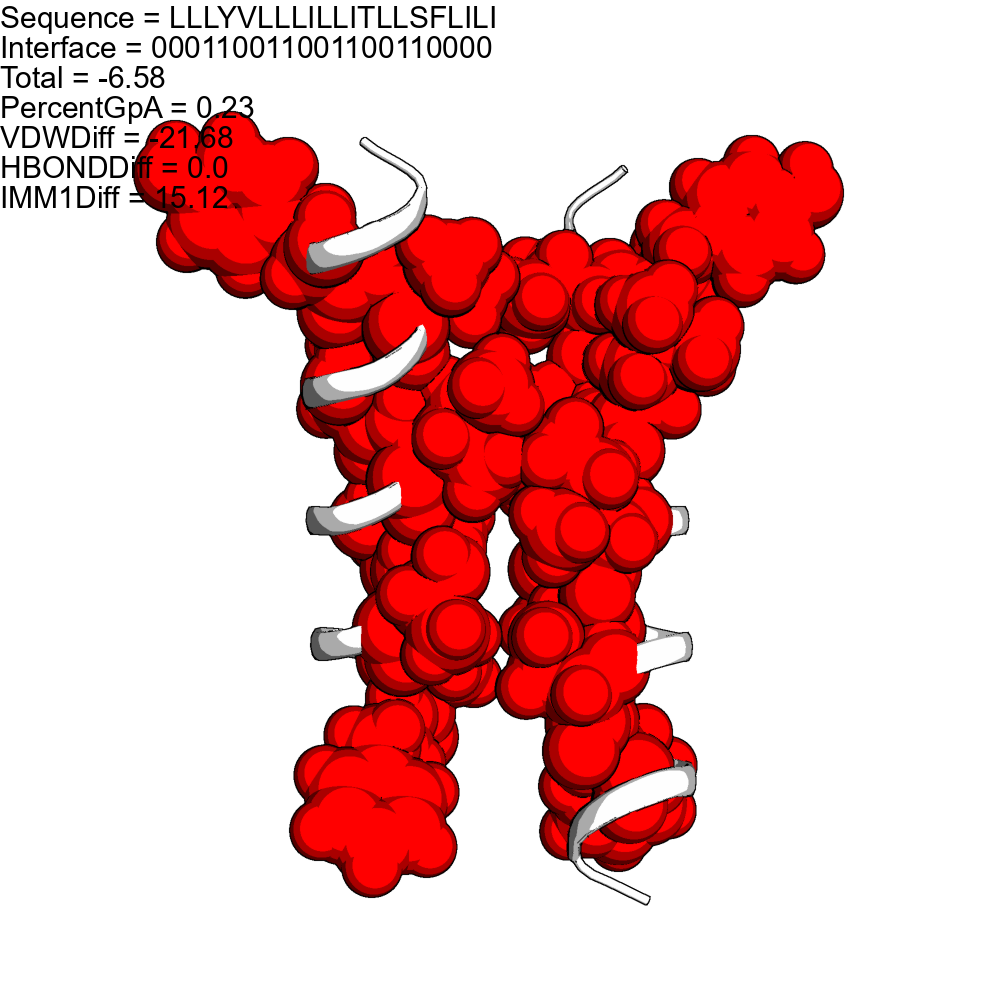 Sequence = LLLYVLLLILLITLLSFLILI
Interface = 000110011001100110000
Total = -6.58
PercentGpA = 0.23
VDWDiff = -21.68
HBONDDiff = 0.0
IMM1Diff = 15.12